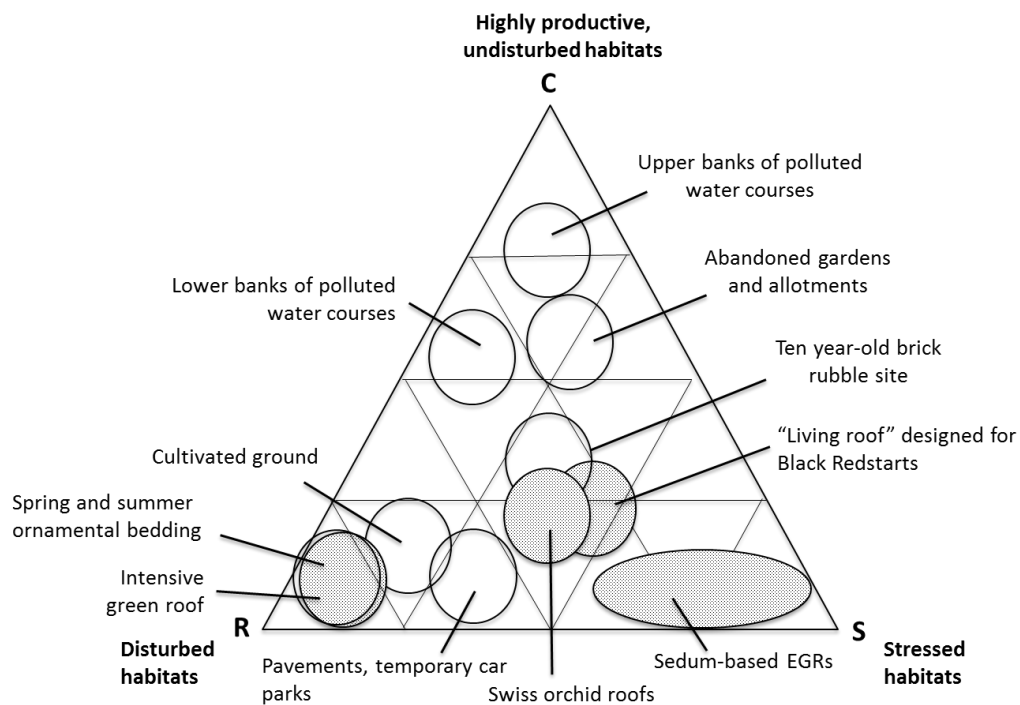 Highly productive,
undisturbed habitats
C
Upper banks of polluted
water courses
Abandoned gardens
and allotments
Lower banks of polluted
water courses
Ten year-old brick
rubble site
“Living roof” designed for
Black Redstarts
Cultivated ground
Spring and summer
ornamental bedding
Intensive
green roof
R
S
Disturbed
habitats
Pavements, temporary car
parks
Swiss orchid roofs
Sedum-based EGRs
Stressed
habitats